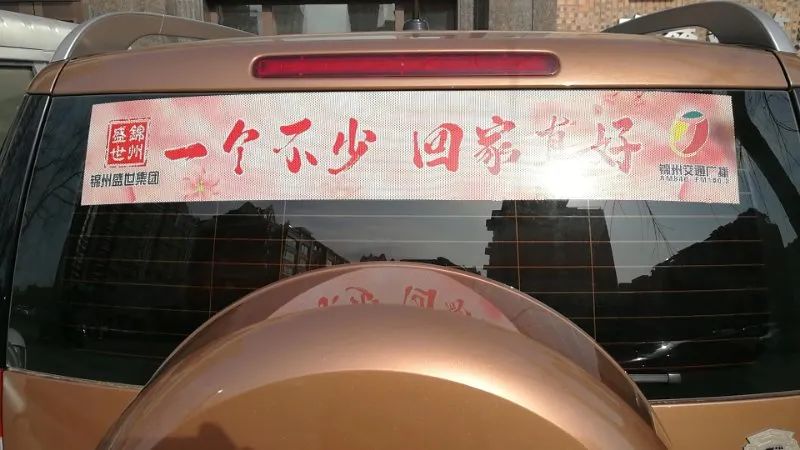 錦州
盛世
锦州盛世集团
一个不少 回家真好
锦州交通广播